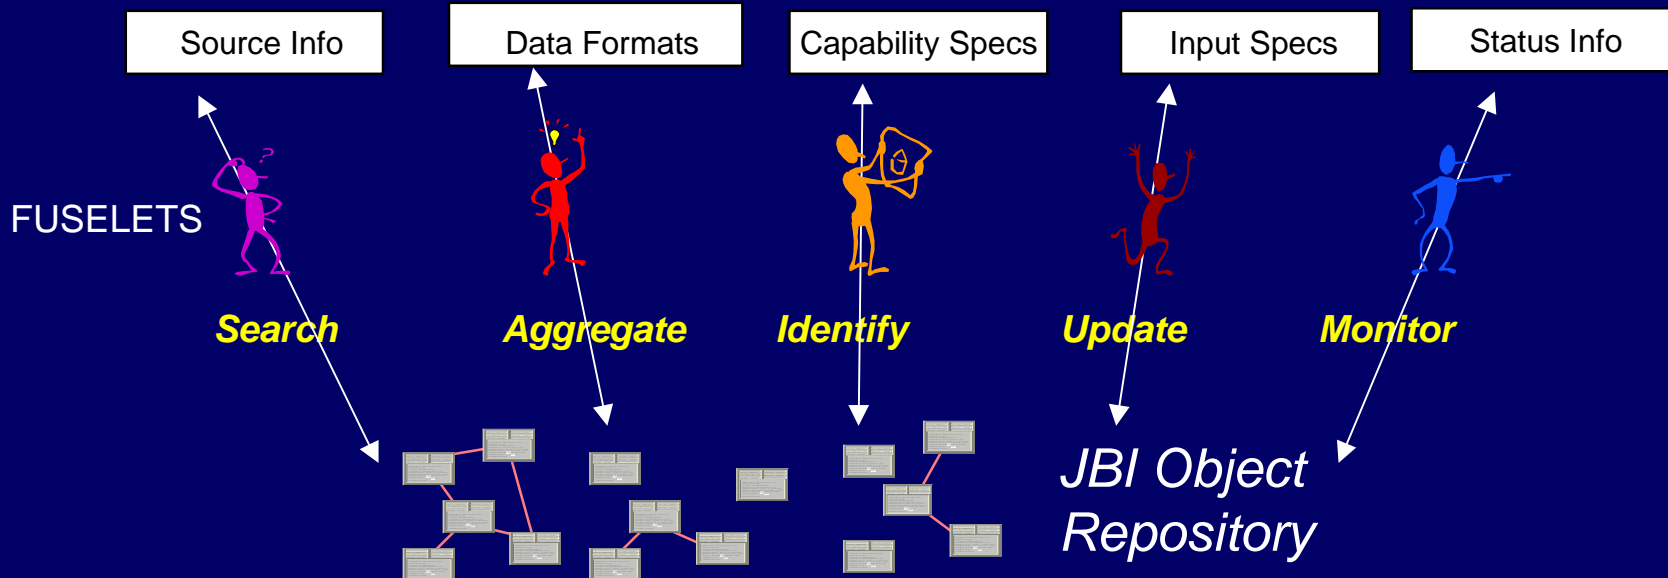 Source Info
Data Formats
Capability Specs
Input Specs
Status Info
?
FUSELETS
Search
Aggregate
Identify
Update
Monitor
JBI Object
Repository